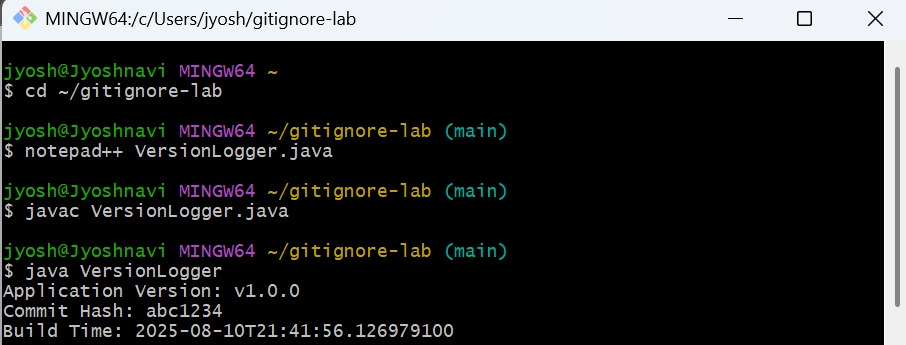 MINGW64:/c/Users/jyosh/gitignore-lab
jyosh@Jyoshnavi MINGW64 ~
$ cd ~/gitignore-lab
jyosh@Jyoshnavi MINGW64 ~/gitignore-lab (main)
$ notepad++ VersionLogger.java
jyosh@Jyoshnavi MINGW64 ~/gitignore-lab (main)
$ javac VersionLogger.java
jyosh@Jyoshnavi MINGW64 ~/gitignore-lab (main)
$ java VersionLogger
Application Version: v1.0.0
Commit Hash: abc1234
Build Time: 2025-08-10T21:41:56.126979100